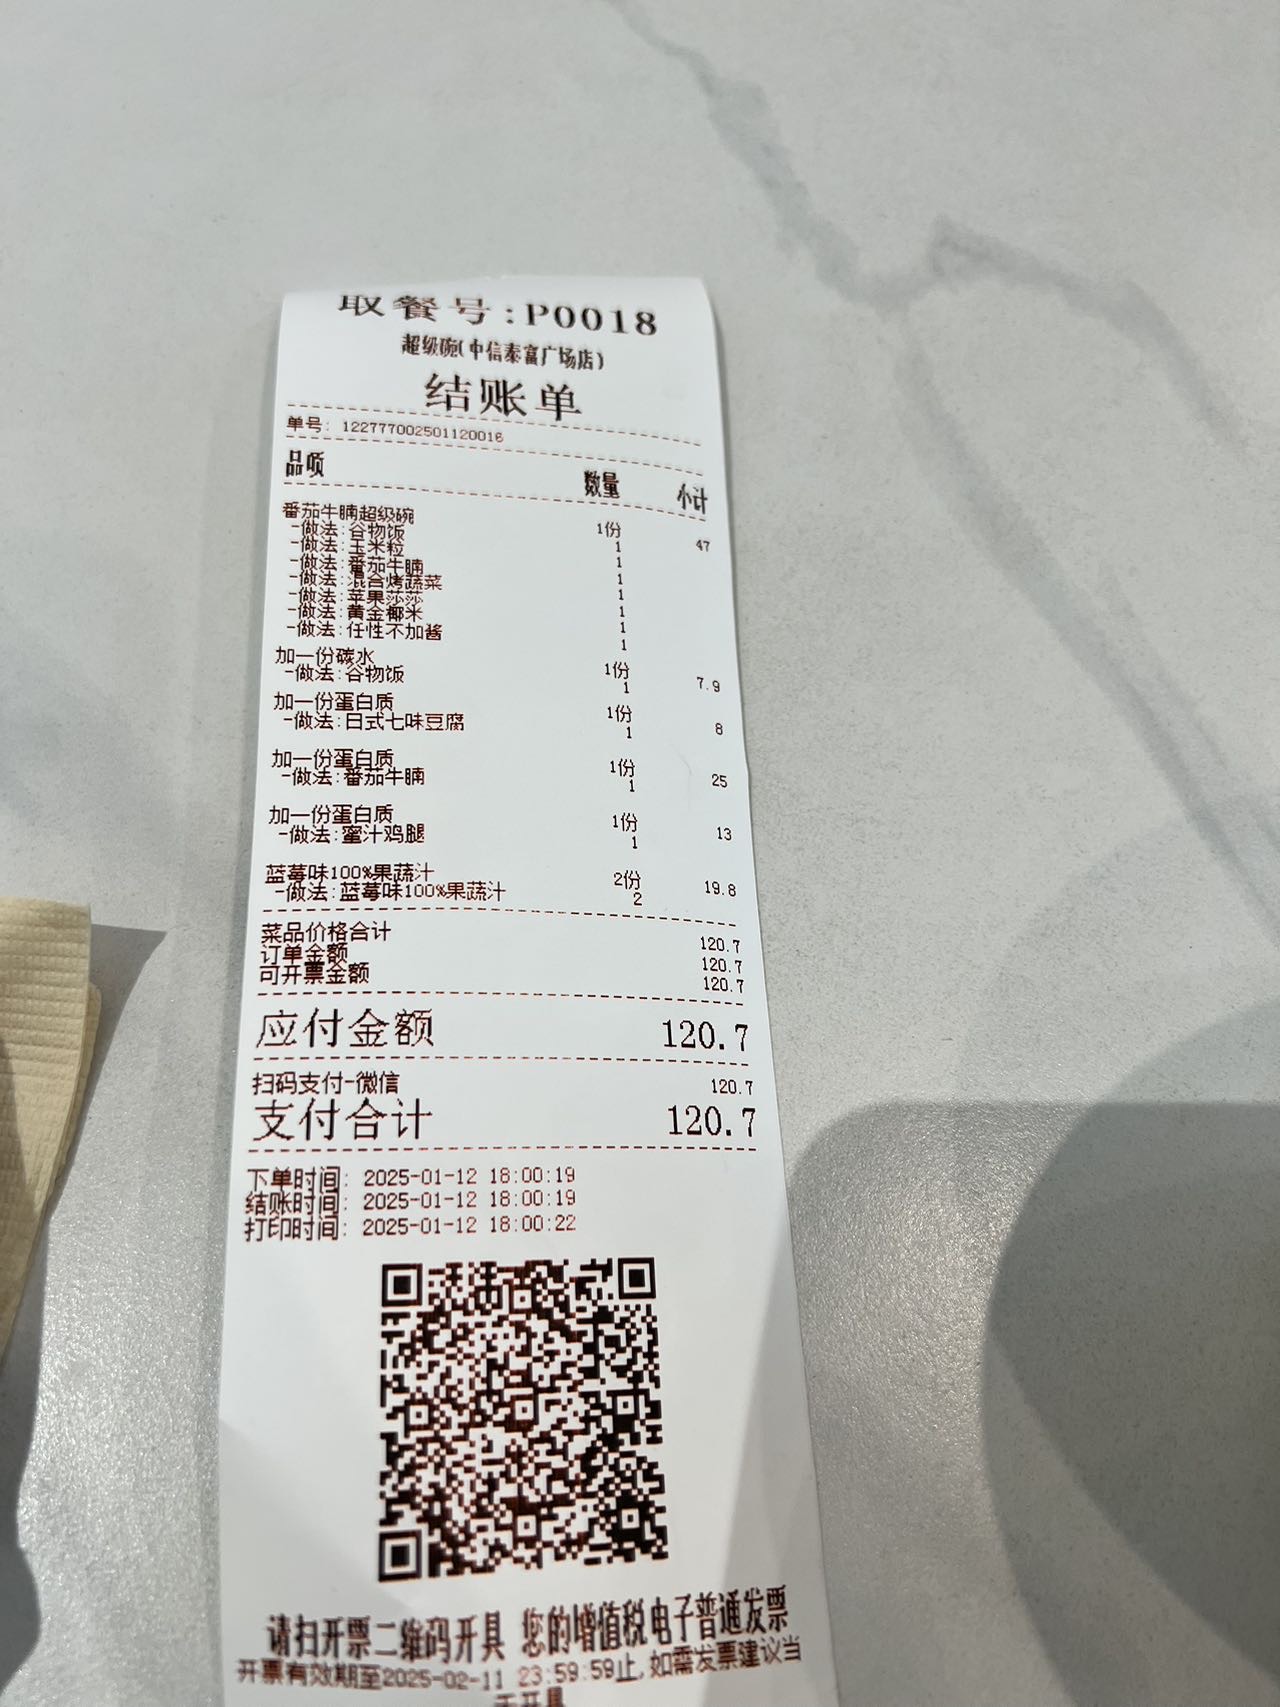 取餐号:P0018
超级碗(中信泰富广场店)
结账单
单号: 122777002501120016
品项 数量 小计
番茄牛腩超级碗 1份 47
-做法:谷物饭 1
-做法:玉米粒 1
-做法:番茄牛腩 1
-做法:混合烤蔬菜 1
-做法:苹果莎莎 1
-做法:黄金椰米 1
-做法:任性不加酱 1
加一份碳水 1份 7.9
-做法:谷物饭 1
加一份蛋白质 1份 8
-做法:日式七味豆腐 1
加一份蛋白质 1份 25
-做法:番茄牛腩 1
加一份蛋白质 1份 13
-做法:蜜汁鸡腿 1
蓝莓味100%果蔬汁 2份 19.8
-做法:蓝莓味100%果蔬汁 2
菜品价格合计 120.7
订单金额 120.7
可开票金额 120.7
应付金额 120.7
扫码支付-微信 120.7
支付合计 120.7
下单时间: 2025-01-12 18:00:19
结账时间: 2025-01-12 18:00:19
打印时间: 2025-01-12 18:00:22
请扫开票二维码开具 您的增值税电子普通发票
开票有效期至2025-02-11 23:59:59止,如需发票建议当
天开具